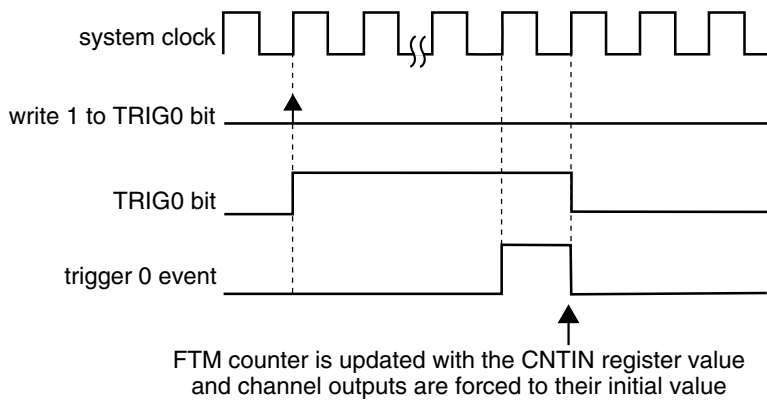 system clock
write 1 to TRIG0 bit
TRIG0 bit
trigger 0 event
FTM counter is updated with the CNTIN register value
and channel outputs are forced to their initial value